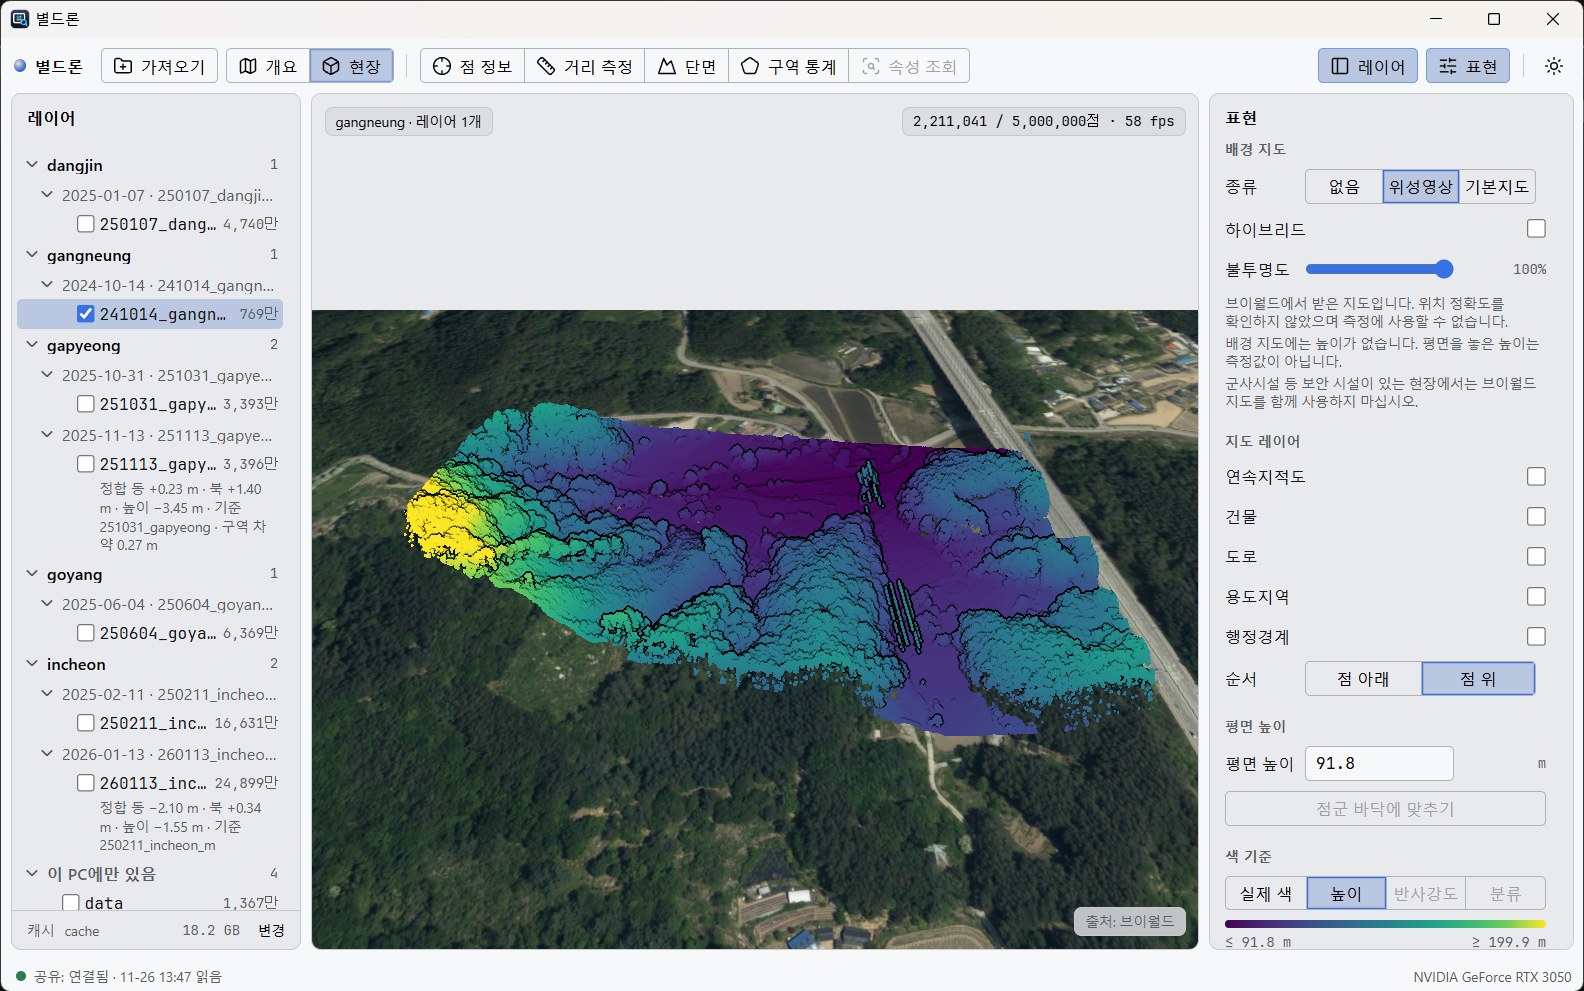 별드론
별드론
가져오기
개요
현장
점 정보
거리 측정
단면
구역 통계
속성 조회
레이어
표현
레이어
dangjin 1
2025-01-07 · 250107_dangji...
250107_dang... 4,740만
gangneung 1
2024-10-14 · 241014_gangn...
241014_gangn... 769만
gapyeong 2
2025-10-31 · 251031_gapye...
251031_gapy... 3,393만
2025-11-13 · 251113_gapye...
251113_gapy... 3,396만
정합 동 +0.23 m · 북 +1.40
m · 높이 −3.45 m · 기준
251031_gapyeong · 구역 차
약 0.27 m
goyang 1
2025-06-04 · 250604_goyan...
250604_goya... 6,369만
incheon 2
2025-02-11 · 250211_incheo...
250211_inc... 16,631만
2026-01-13 · 260113_incheo...
260113_inc... 24,899만
정합 동 −2.10 m · 북 +0.34
m · 높이 −1.55 m · 기준
250211_incheon_m
이 PC에만 있음 4
data 1,367만
캐시 cache 18.2 GB 변경
gangneung · 레이어 1개
2,211,041 / 5,000,000점 · 58 fps
출처: 브이월드
표현
배경 지도
종류 없음 위성영상 기본지도
하이브리드
불투명도 100%
브이월드에서 받은 지도입니다. 위치 정확도를
확인하지 않았으며 측정에 사용할 수 없습니다.
배경 지도에는 높이가 없습니다. 평면을 놓은 높이는
측정값이 아닙니다.
군사시설 등 보안 시설이 있는 현장에서는 브이월드
지도를 함께 사용하지 마십시오.
지도 레이어
연속지적도
건물
도로
용도지역
행정경계
순서 점 아래 점 위
평면 높이
평면 높이 91.8 m
점군 바닥에 맞추기
색 기준
실제 색 높이 반사강도 분류
≤ 91.8 m ≥ 199.9 m
공유: 연결됨 · 11-26 13:47 읽음
NVIDIA GeForce RTX 3050